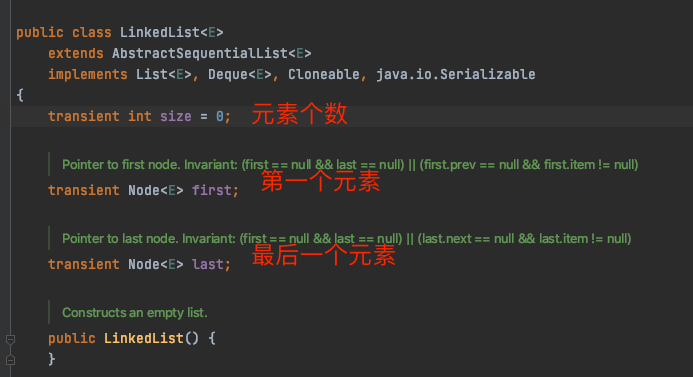 public class LinkedList<E>
extends AbstractSequentialList<E>
implements List<E>, Deque<E>, Cloneable, java.io.Serializable
{
transient int size = 0; 元素个数
Pointer to first node. Invariant: (first == null && last == null) || (first.prev == null && first.item != null)
transient Node<E> first; 第一个元素
Pointer to last node. Invariant: (first == null && last == null) || (last.next == null && last.item != null)
transient Node<E> last; 最后一个元素
Constructs an empty list.
public LinkedList() {
}